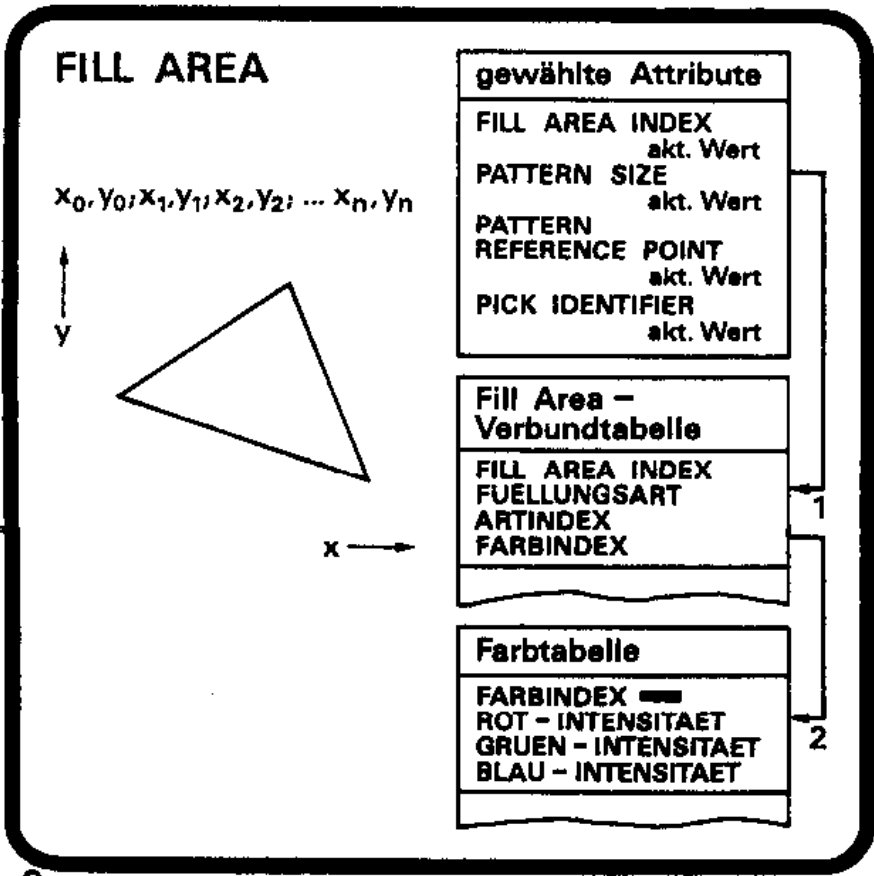 FILL AREA
x₀, y₀; x₁, y₁; x₂, y₂; ... xₙ, yₙ
y
x
gewählte Attribute
FILL AREA INDEX
akt. Wert
PATTERN SIZE
akt. Wert
PATTERN
REFERENCE POINT
akt. Wert
PICK IDENTIFIER
akt. Wert
Fill Area –
Verbundtabelle
FILL AREA INDEX
FUELLUNGSART
ARTINDEX
FARBINDEX
1
Farbtabelle
FARBINDEX
ROT – INTENSITAET
GRUEN – INTENSITAET
BLAU – INTENSITAET
2